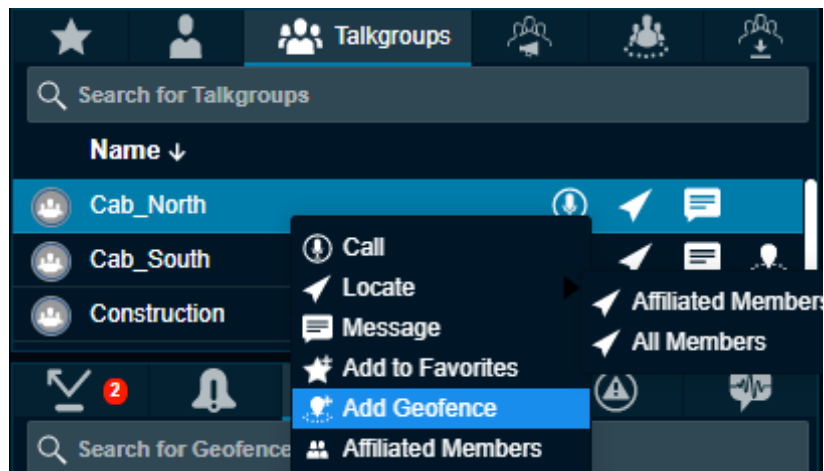 Talkgroups
Search for Talkgroups
Name ↓
Cab_North
Cab_South
Construction
Call
Locate
Message
Add to Favorites
Add Geofence
Affiliated Members
Affiliated Members
All Members
2
Search for Geofence